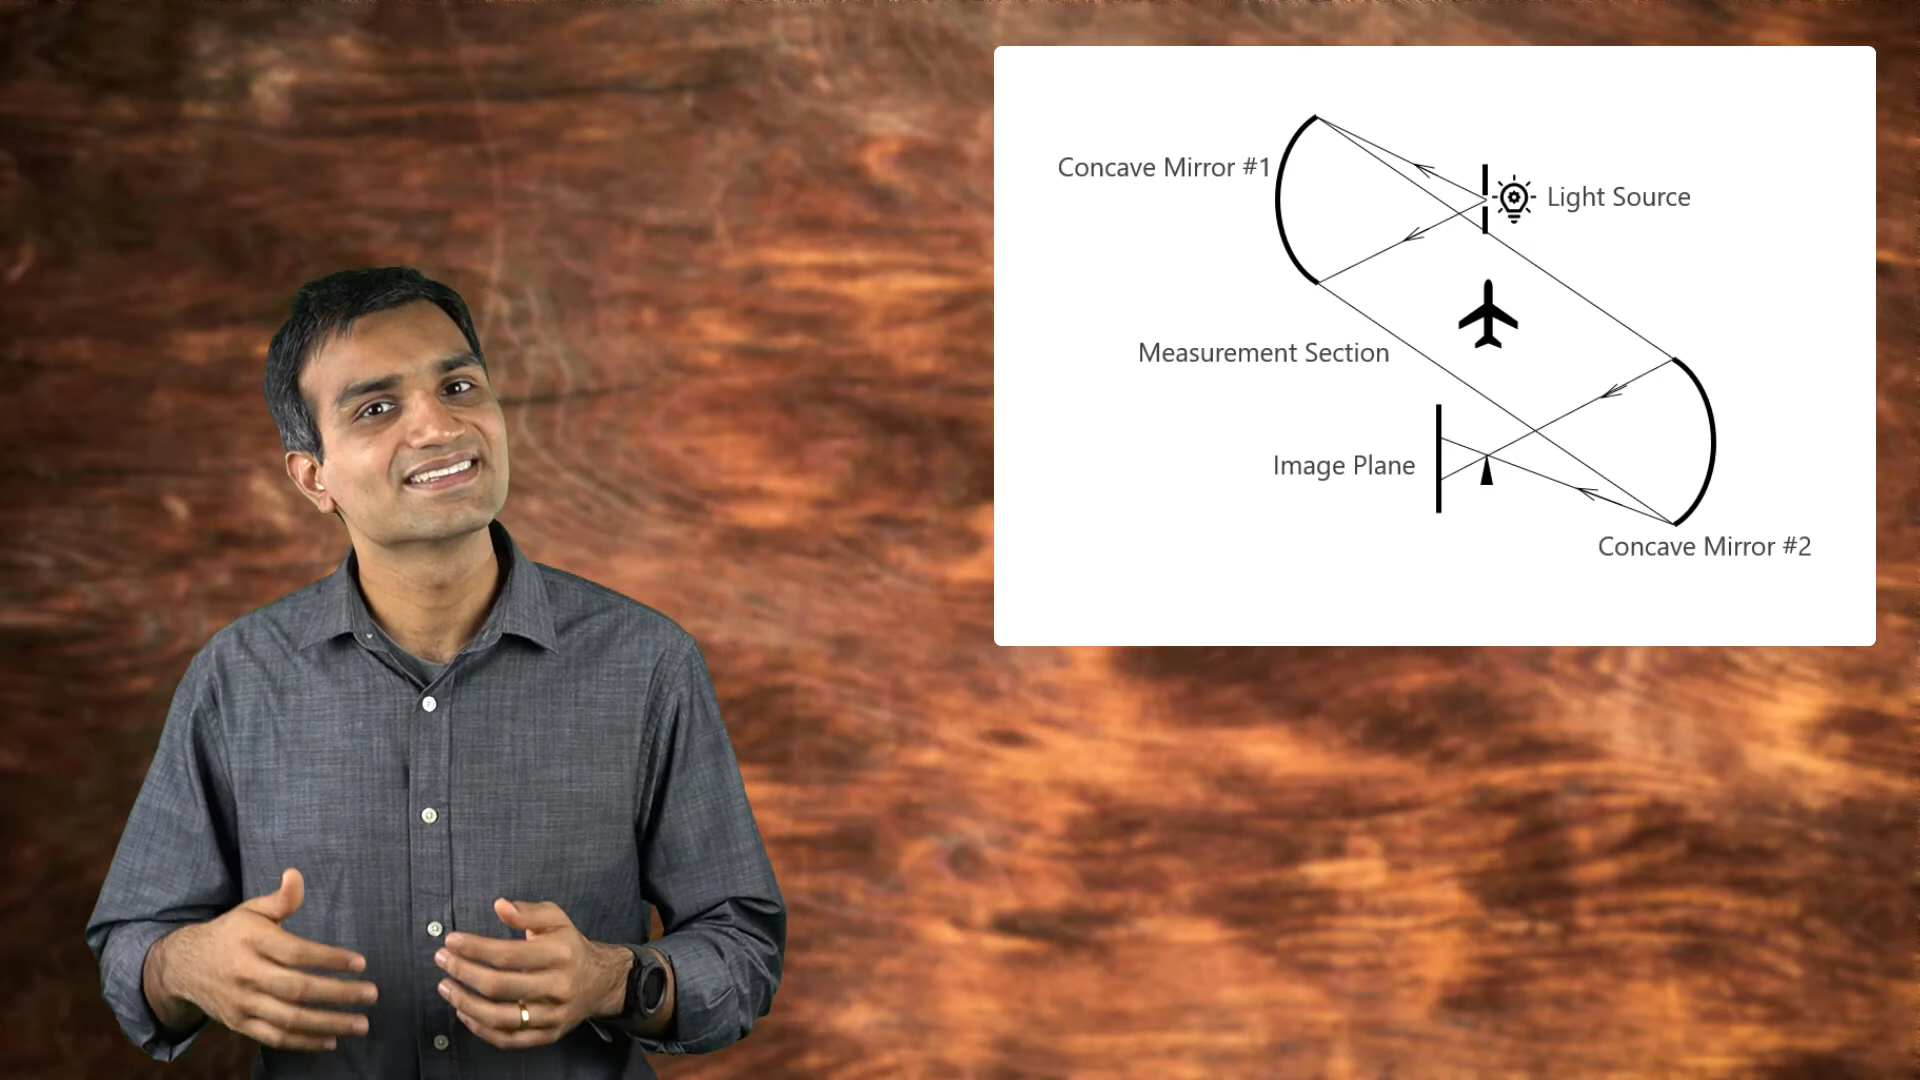 Concave Mirror #1
Light Source
Measurement Section
Image Plane
Concave Mirror #2